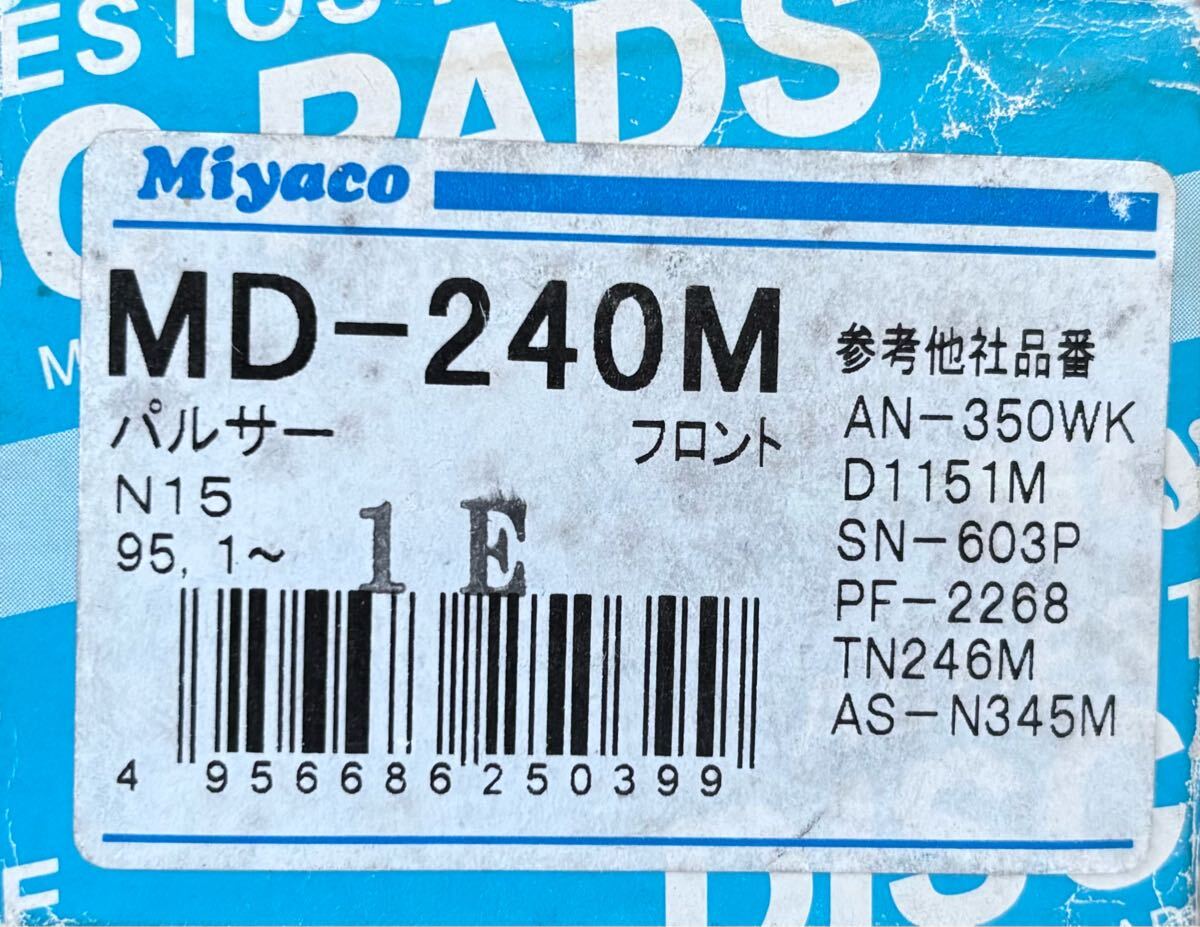 PADS
Miyaco
MD-240M
パルサー
フロント
N15
95, 1~
1 E
4 956686 250399
参考他社品番
AN-350WK
D1151M
SN-603P
PF-2268
TN246M
AS-N345M
DISC